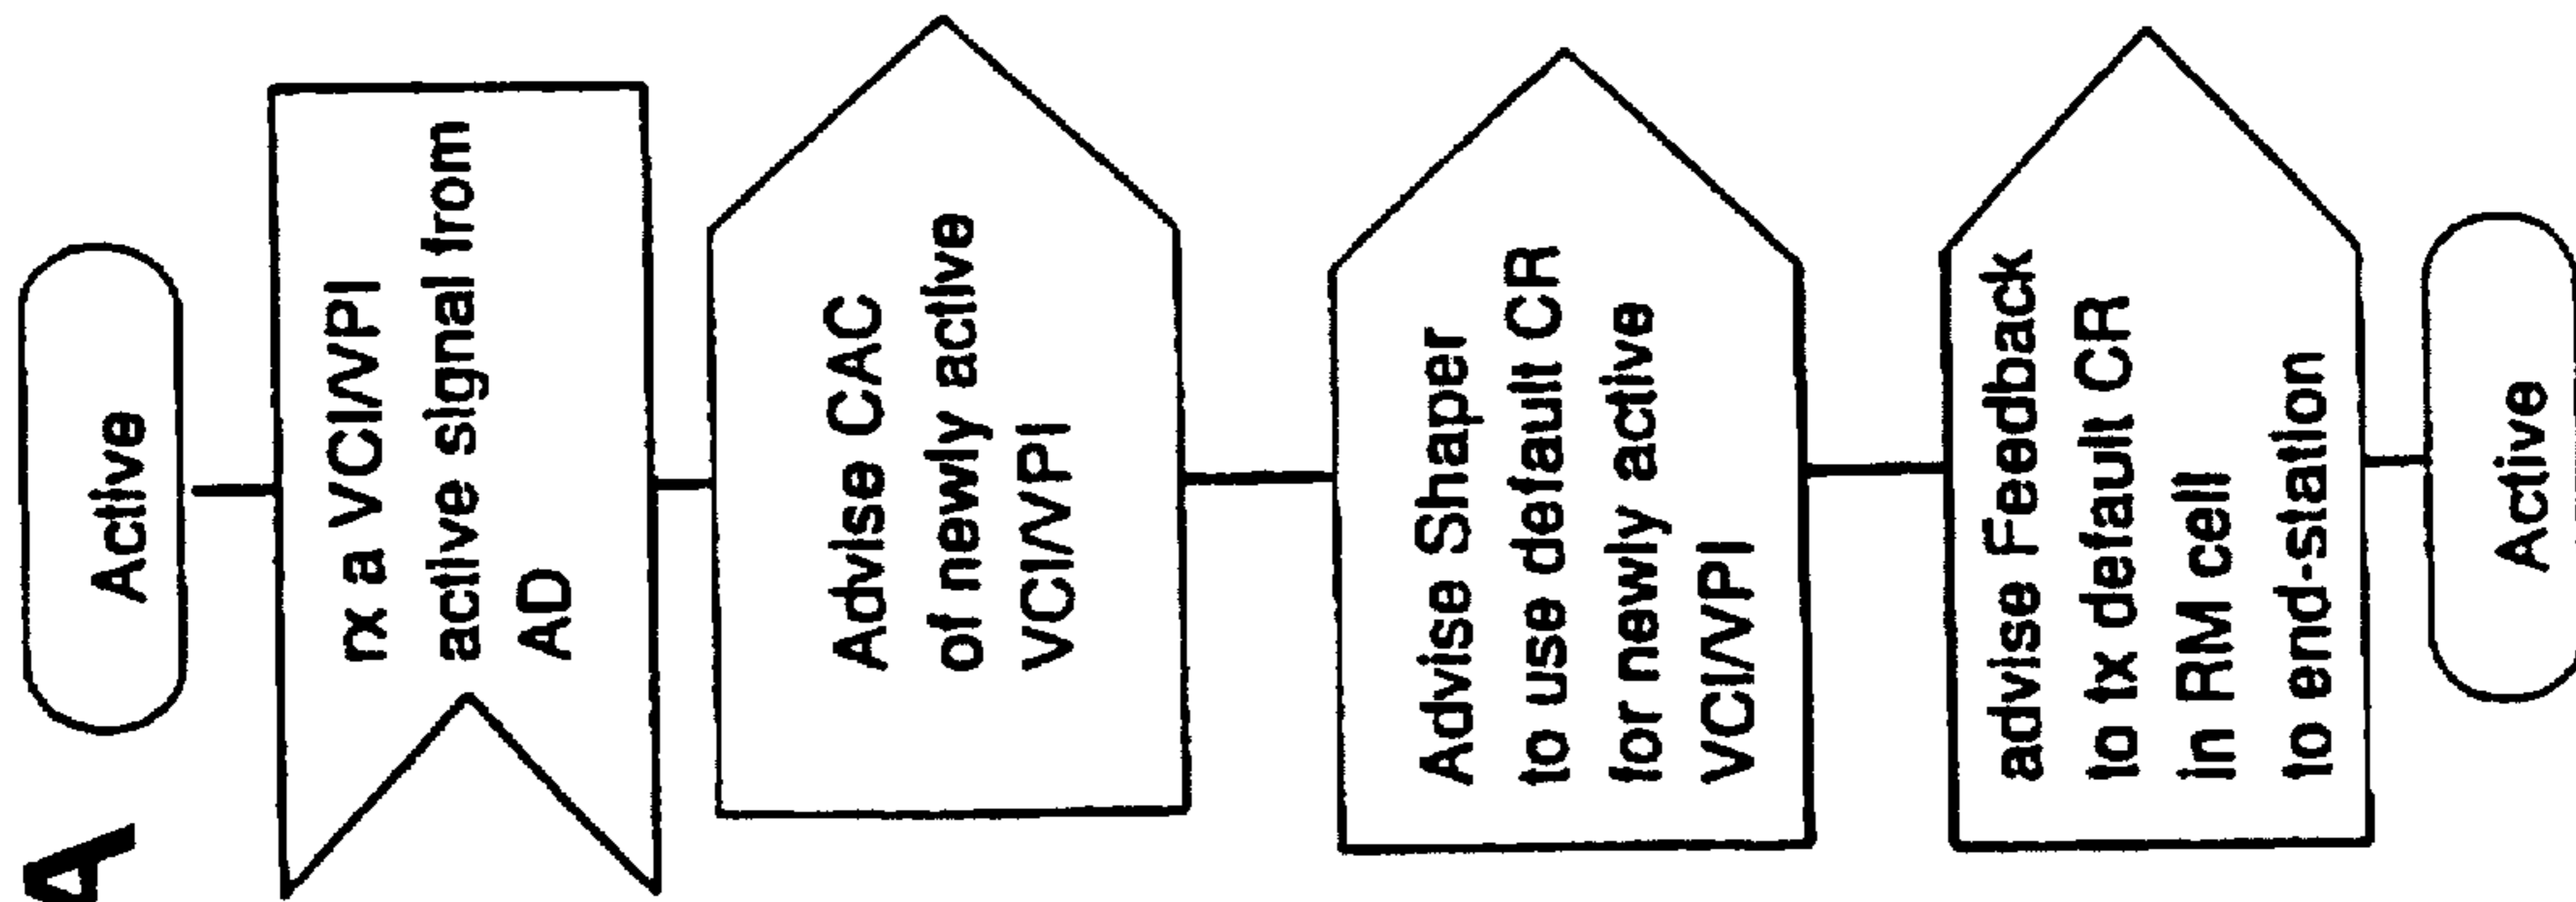 A
Active
rx a VCI/VPI
active signal from
AD
Advise CAC
of newly active
VCI/VPI
Advise Shaper
to use default CR
for newly active
VCI/VPI
advise Feedback
to tx default CR
in RM cell
to end-station
Active